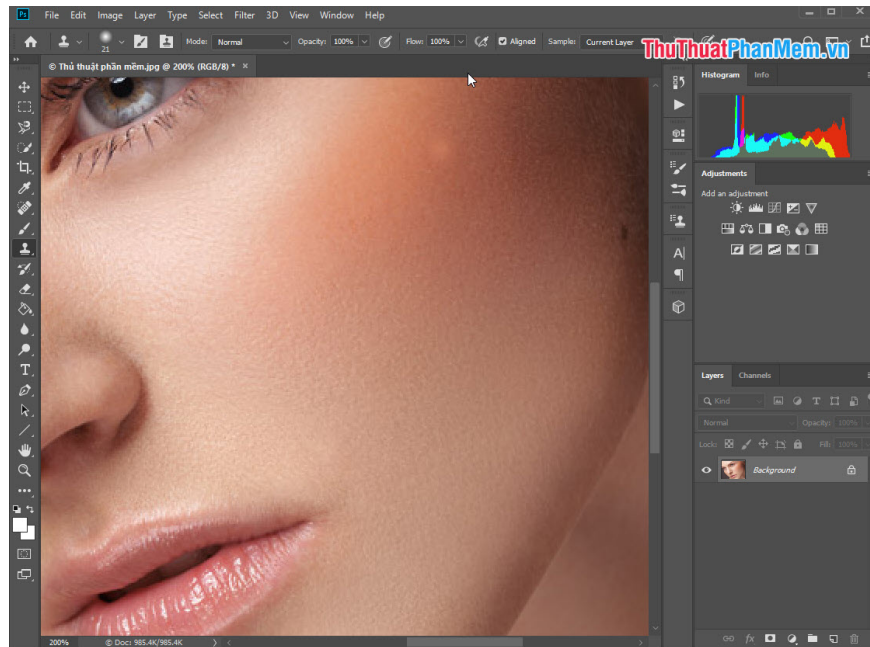 Ps File Edit Image Layer Type Select Filter 3D View Window Help
21 Mode: Normal Opacity: 100% Flow: 100% Aligned Sample: Current Layer
ThuThuatPhanMem.vn
© Thủ thuật phần mềm.jpg @ 200% (RGB/8) * ×
Histogram Info
Adjustments
Add an adjustment
Layers Channels
Kind
Normal Opacity: 100%
Lock: Fill: 100%
Background
200% © Doc: 985.4K/985.4K